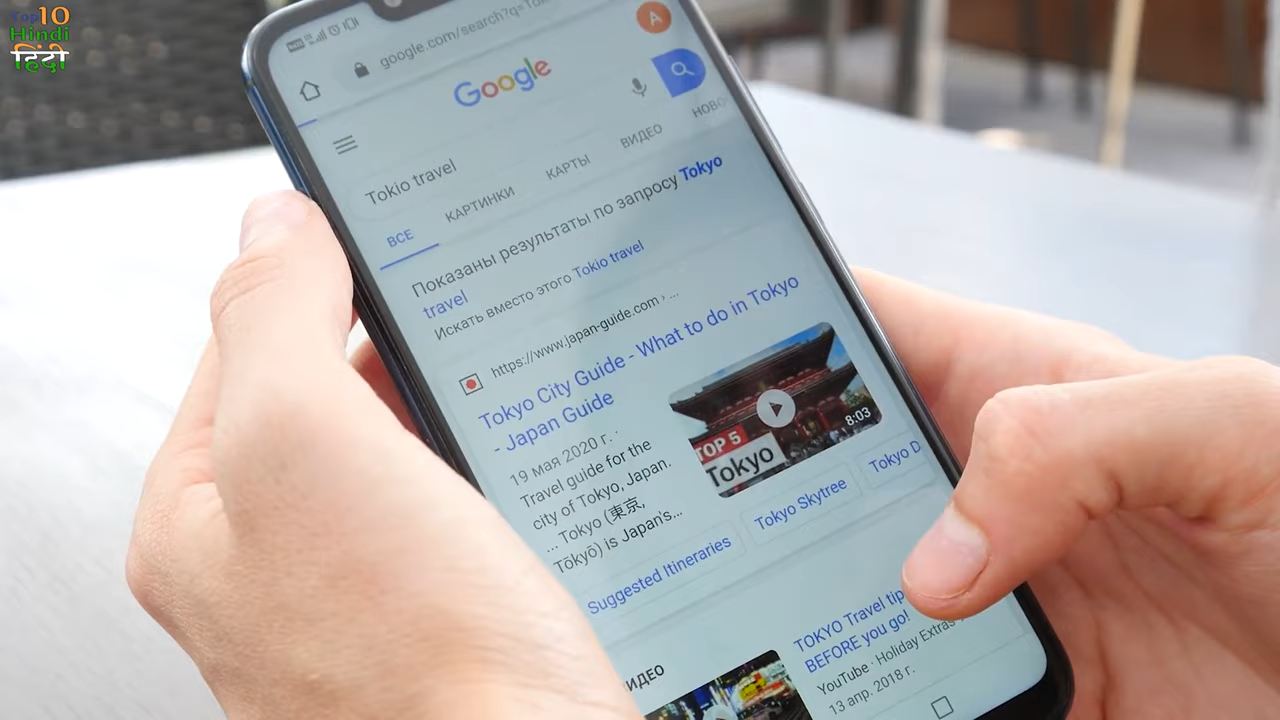 Top10
Hindi
हिंदी
google.com/search?q=To
A
Google
Tokio travel
ВСЕ
КАРТИНКИ
КАРТЫ
ВИДЕО
НОВО
Показаны результаты по запросу Tokyo
travel
Искать вместо этого Tokio travel
https://www.japan-guide.com › ...
Tokyo City Guide - What to do in Tokyo
- Japan Guide
19 мая 2020 г. ·
Travel guide for the
city of Tokyo, Japan.
... Tokyo (東京,
Tōkyō) is Japan's...
TOP 5
Tokyo
8:03
Suggested Itineraries
Tokyo Skytree
Tokyo D
ИДЕО
TOKYO Travel tip
BEFORE you go!
YouTube · Holiday Extras
13 апр. 2018 г.